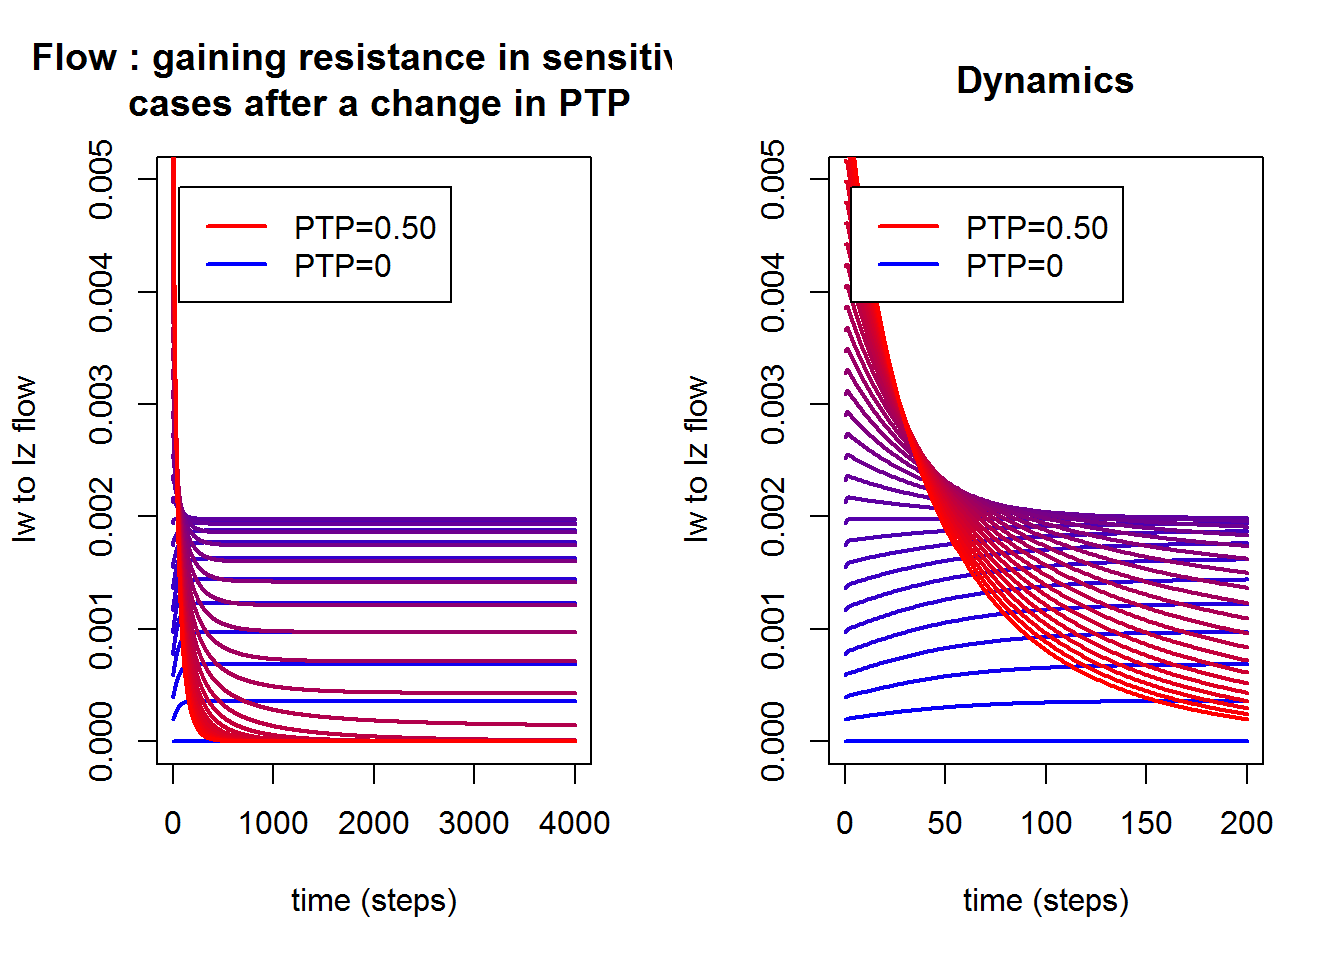 Flow : gaining resistance in sensitiv
cases after a change in PTP
Iw to Iz flow
0.000 0.001 0.002 0.003 0.004 0.005
PTP=0.50
PTP=0
0 1000 2000 3000 4000
time (steps)
Dynamics
Iw to Iz flow
0.000 0.001 0.002 0.003 0.004 0.005
PTP=0.50
PTP=0
0 50 100 150 200
time (steps)